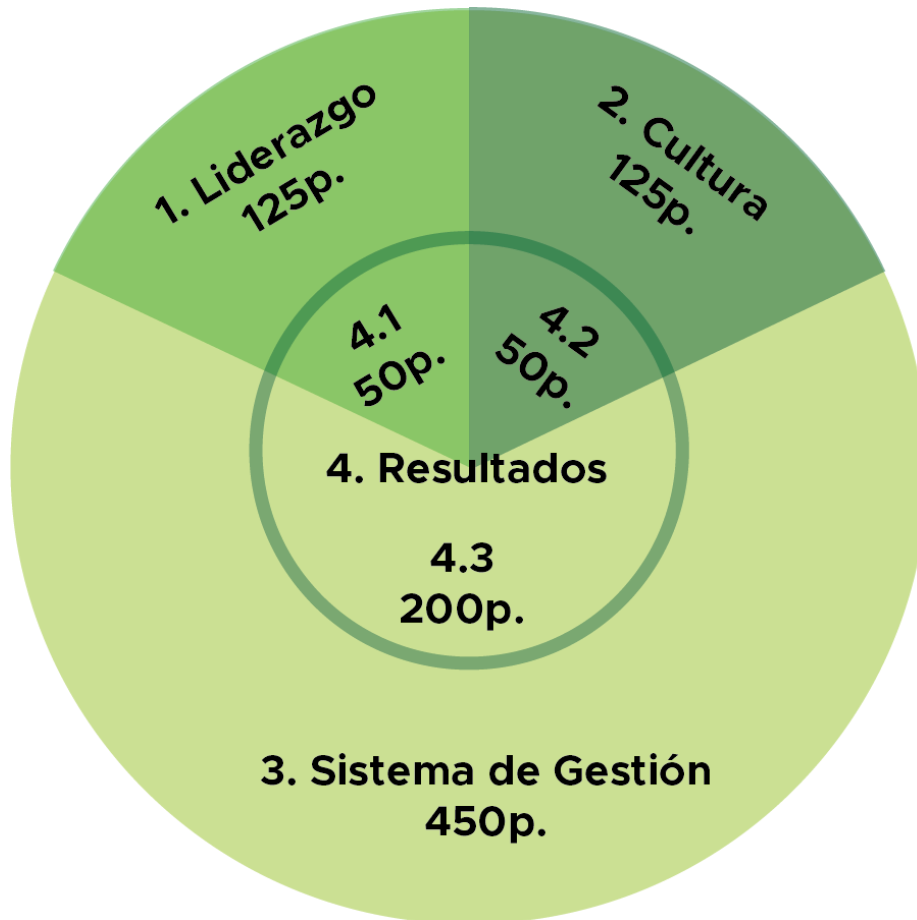 1. Liderazgo
125p.
2. Cultura
125p.
4.1
50p.
4.2
50p.
4. Resultados
4.3
200p.
3. Sistema de Gestión
450p.